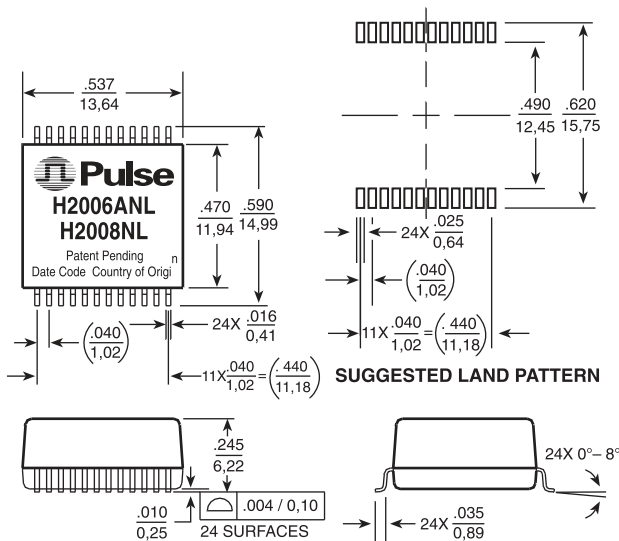 .537
13,64
Pulse
H2006ANL
H2008NL
Patent Pending
n
Date Code Country of Origi
.470
11,94
.590
14,99
(.040
1,02)
24X .016
0,41
11X .040
1,02
=(.440
11,18)
.490
12,45
.620
15,75
24X .025
0,64
(.040
1,02)
11X .040
1,02
=(.440
11,18)
SUGGESTED LAND PATTERN
.245
6,22
.010
0,25
.004 / 0,10
24 SURFACES
24X 0°– 8°
24X .035
0,89